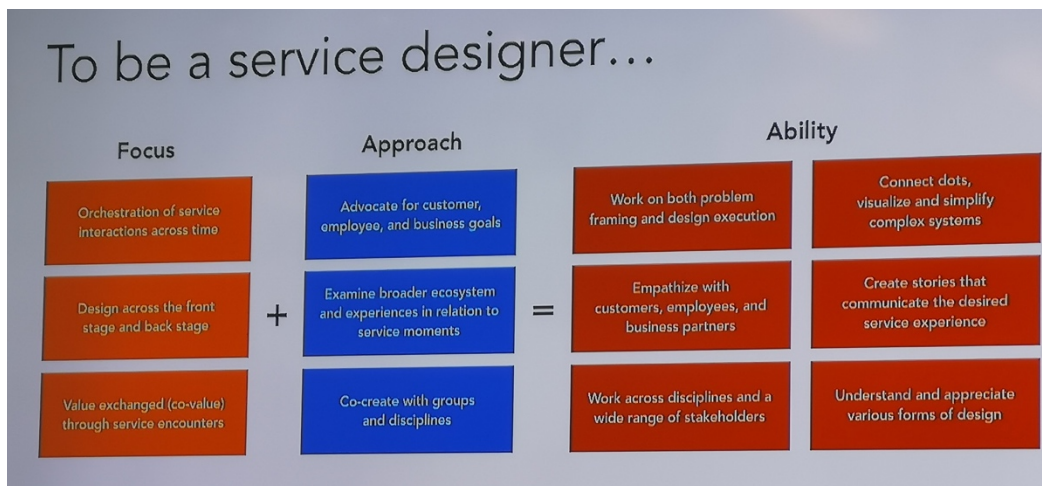 To be a service designer...
Focus
Orchestration of service
interactions across time
Design across the front
stage and back stage
Value exchanged (co-value)
through service encounters
+
Approach
Advocate for customer,
employee, and business goals
Examine broader ecosystem
and experiences in relation to
service moments
Co-create with groups
and disciplines
=
Ability
Work on both problem
framing and design execution
Empathize with
customers, employees, and
business partners
Work across disciplines and a
wide range of stakeholders
Connect dots,
visualize and simplify
complex systems
Create stories that
communicate the desired
service experience
Understand and appreciate
various forms of design